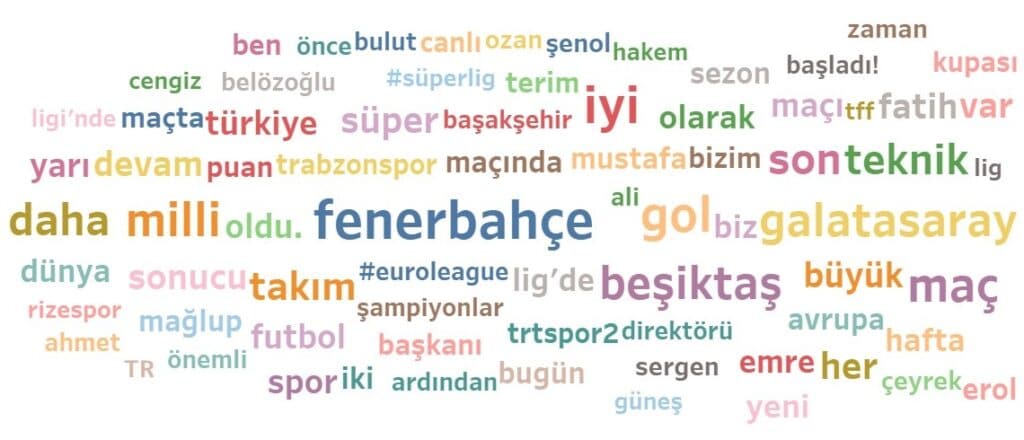 zaman
ben önce bulut canlı ozan şenol hakem
cengiz belözoğlu #süperlig terim sezon başladı! kupası
ligi’nde maçta türkiye süper başakşehir iyi olarak maçı tff fatih var
yarı devam puan trabzonspor maçında mustafa bizim son teknik lig
daha milli oldu. fenerbahçe ali gol biz galatasaray
dünya sonucu takım #euroleague lig’de beşiktaş büyük maç
rizespor mağlup şampiyonlar avrupa
ahmet futbol başkanı trtspor2 direktörü hafta
TR önemli spor iki ardından bugün sergen emre her çeyrek erol
güneş yeni